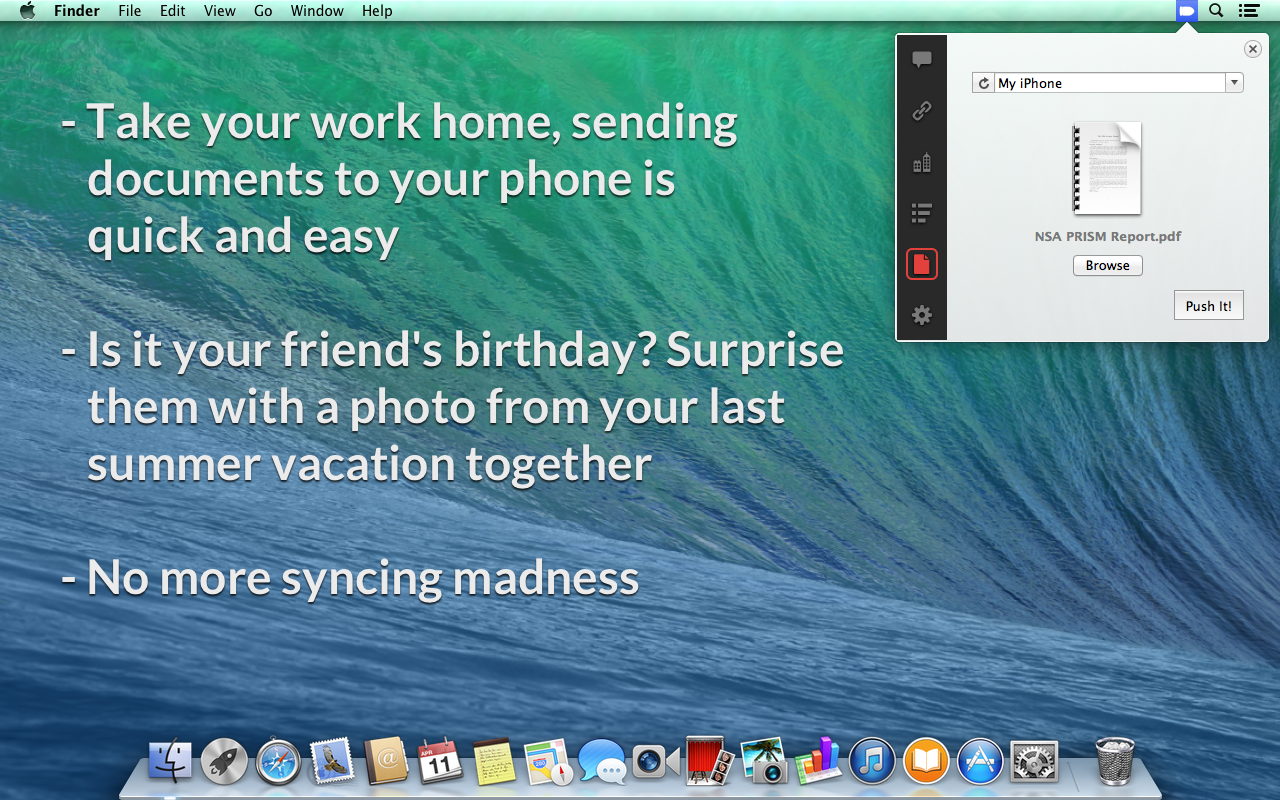 Finder File Edit View Go Window Help
My iPhone
NSA PRISM Report.pdf
Browse
Push It!
- Take your work home, sending
documents to your phone is
quick and easy
- Is it your friend's birthday? Surprise
them with a photo from your last
summer vacation together
- No more syncing madness
APR
11
280